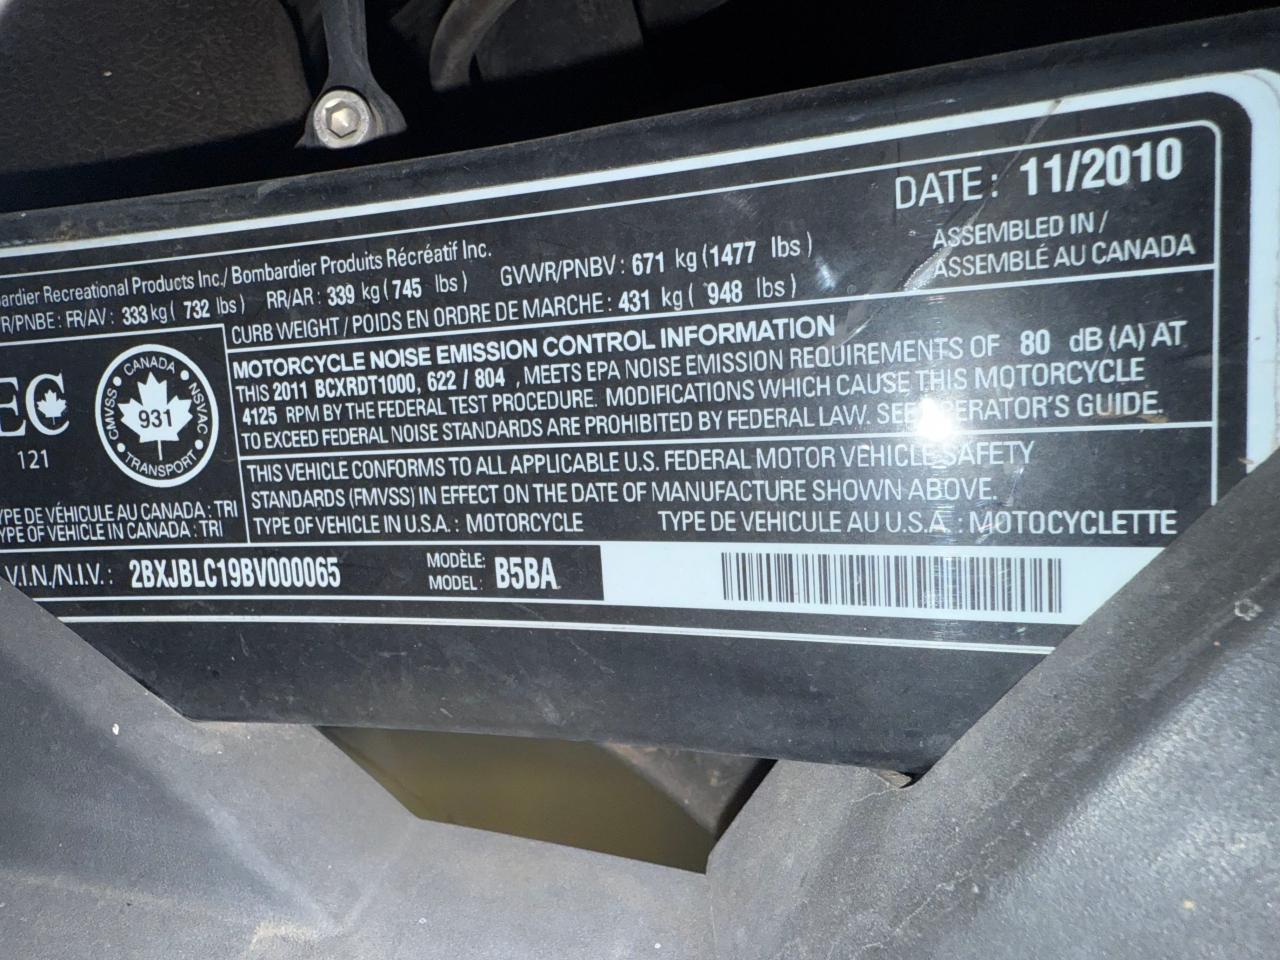 DATE: 11/2010
ASSEMBLED IN /
ASSEMBLÉ AU CANADA
ardier Recreational Products Inc./ Bombardier Produits Récréatif Inc.
R/PNBE: FR/AV: 333 kg ( 732 lbs) RR/AR: 339 kg (745 lbs) GVWR/PNBV: 671 kg (1477 lbs)
CURB WEIGHT / POIDS EN ORDRE DE MARCHE: 431 kg ( 948 lbs)
MOTORCYCLE NOISE EMISSION CONTROL INFORMATION
THIS 2011 BCXRDT1000, 622 / 804 , MEETS EPA NOISE EMISSION REQUIREMENTS OF 80 dB (A) AT
4125 RPM BY THE FEDERAL TEST PROCEDURE. MODIFICATIONS WHICH CAUSE THIS MOTORCYCLE
TO EXCEED FEDERAL NOISE STANDARDS ARE PROHIBITED BY FEDERAL LAW. SEE OPERATOR'S GUIDE.
EC
121
CANADA
CMVSS
NSVAC
TRANSPORT
931
THIS VEHICLE CONFORMS TO ALL APPLICABLE U.S. FEDERAL MOTOR VEHICLE SAFETY
STANDARDS (FMVSS) IN EFFECT ON THE DATE OF MANUFACTURE SHOWN ABOVE.
TYPE OF VEHICLE IN U.S.A. : MOTORCYCLE TYPE DE VEHICULE AU U.S.A. : MOTOCYCLETTE
YPE DE VÉHICULE AU CANADA : TRI
YPE OF VEHICLE IN CANADA : TRI
V.I.N./N.I.V.: 2BXJBLC19BV000065
MODÈLE:
MODEL: B5BA